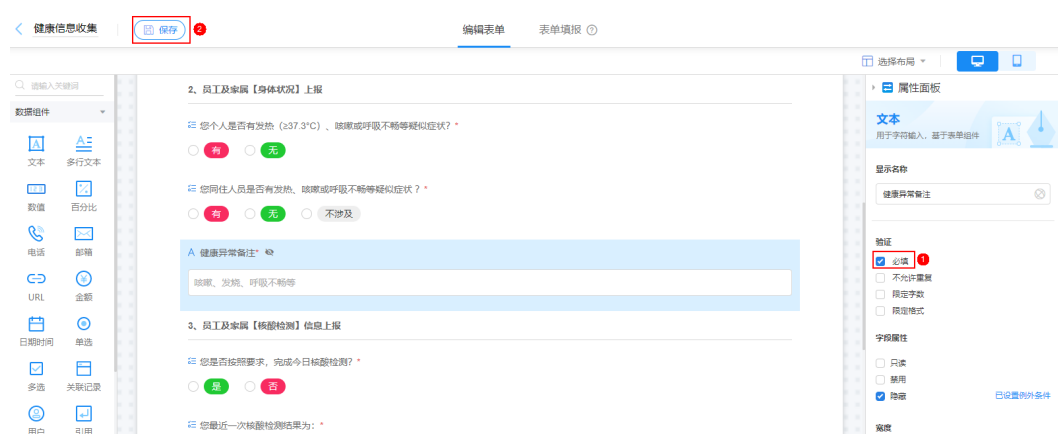 健康信息收集
保存
2
编辑表单
表单填报
选择布局
请输入关键词
数据组件
文本
多行文本
数值
百分比
电话
邮箱
URL
金额
日期时间
单选
多选
关联记录
用户
引用
2、员工及家属【身体状况】上报
您个人是否有发热（≥37.3°C）、咳嗽或呼吸不畅等疑似症状？*
有
无
您同住人员是否有发热、咳嗽或呼吸不畅等疑似症状？*
有
无
不涉及
A 健康异常备注*
咳嗽、发烧、呼吸不畅等
3、员工及家属【核酸检测】信息上报
您是否按照要求，完成今日核酸检测？*
是
否
您最近一次核酸检测结果为：*
属性面板
文本
用于字符输入，基于表单组件
A
显示名称
健康异常备注
验证
必填
1
不允许重复
限定字数
限定格式
字段属性
只读
禁用
隐藏
已设置例外条件
宽度